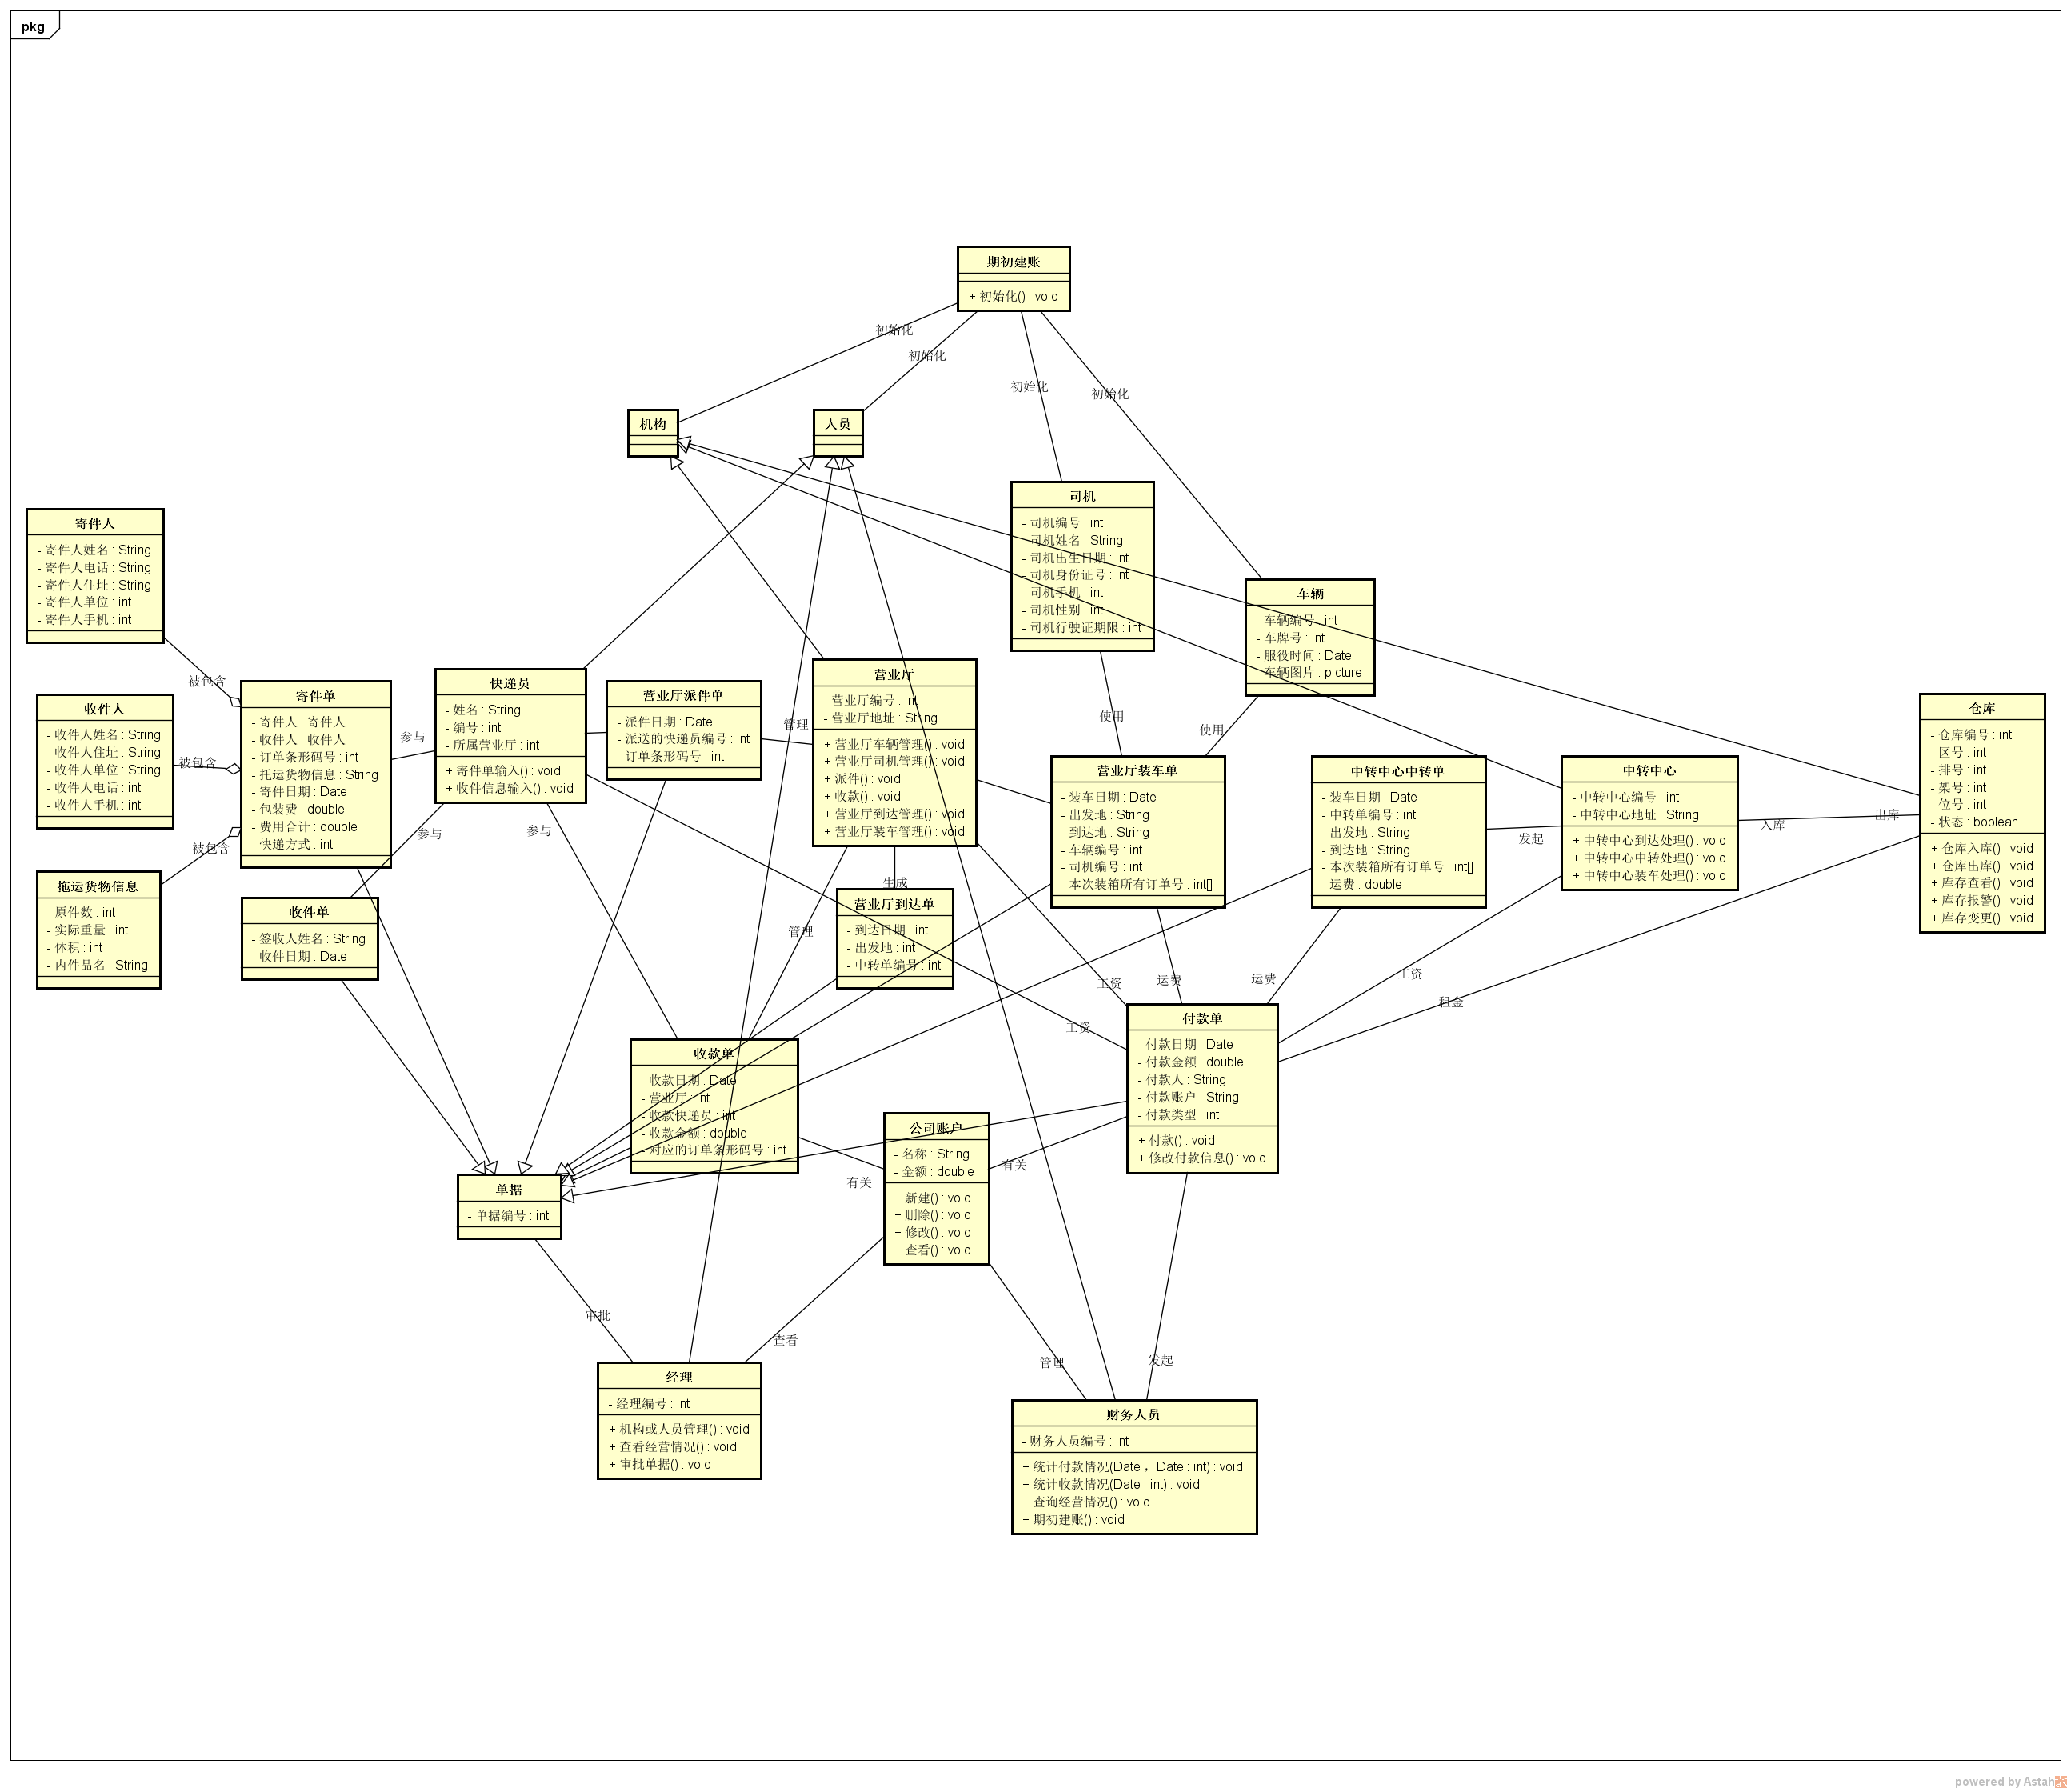 pkg
期初建账
+ 初始化() : void
初始化
初始化
初始化
初始化
机构
人员
司机
- 司机编号 : int
- 司机姓名 : String
- 司机出生日期 : int
- 司机身份证号 : int
- 司机手机 : int
- 司机性别 : int
- 司机行驶证期限 : int
寄件人
- 寄件人姓名 : String
- 寄件人电话 : String
- 寄件人住址 : String
- 寄件人单位 : int
- 寄件人手机 : int
车辆
- 车辆编号 : int
- 车牌号 : int
- 服役时间 : Date
- 车辆图片 : picture
被包含
收件人
- 收件人姓名 : String
- 收件人住址 : String
- 收件人单位 : String
- 收件人电话 : int
- 收件人手机 : int
被包含
寄件单
- 寄件人 : 寄件人
- 收件人 : 收件人
- 订单条形码号 : int
- 托运货物信息 : String
- 寄件日期 : Date
- 包装费 : double
- 费用合计 : double
- 快递方式 : int
参与
快递员
- 姓名 : String
- 编号 : int
- 所属营业厅 : int
+ 寄件单输入() : void
+ 收件信息输入() : void
营业厅派件单
- 派件日期 : Date
- 派送的快递员编号 : int
- 订单条形码号 : int
管理
营业厅
- 营业厅编号 : int
- 营业厅地址 : String
+ 营业厅车辆管理() : void
+ 营业厅司机管理() : void
+ 派件() : void
+ 收款() : void
+ 营业厅到达管理() : void
+ 营业厅装车管理() : void
使用
使用
营业厅装车单
- 装车日期 : Date
- 出发地 : String
- 到达地 : String
- 车辆编号 : int
- 司机编号 : int
- 本次装箱所有订单号 : int[]
中转中心中转单
- 装车日期 : Date
- 中转单编号 : int
- 出发地 : String
- 到达地 : String
- 本次装箱所有订单号 : int[]
- 运费 : double
发起
中转中心
- 中转中心编号 : int
- 中转中心地址 : String
+ 中转中心到达处理() : void
+ 中转中心中转处理() : void
+ 中转中心装车处理() : void
入库
出库
仓库
- 仓库编号 : int
- 区号 : int
- 排号 : int
- 架号 : int
- 位号 : int
- 状态 : boolean
+ 仓库入库() : void
+ 仓库出库() : void
+ 库存查看() : void
+ 库存报警() : void
+ 库存变更() : void
被包含
参与
参与
拖运货物信息
- 原件数 : int
- 实际重量 : int
- 体积 : int
- 内件品名 : String
收件单
- 签收人姓名 : String
- 收件日期 : Date
生成
营业厅到达单
- 到达日期 : int
- 出发地 : int
- 中转单编号 : int
管理
工资
运费
运费
工资
租金
工资
收款单
- 收款日期 : Date
- 营业厅 : int
- 收款快递员 : int
- 收款金额 : double
- 对应的订单条形码号 : int
付款单
- 付款日期 : Date
- 付款金额 : double
- 付款人 : String
- 付款账户 : String
- 付款类型 : int
+ 付款() : void
+ 修改付款信息() : void
公司账户
- 名称 : String
- 金额 : double
+ 新建() : void
+ 删除() : void
+ 修改() : void
+ 查看() : void
有关
有关
单据
- 单据编号 : int
审批
查看
管理
发起
经理
- 经理编号 : int
+ 机构或人员管理() : void
+ 查看经营情况() : void
+ 审批单据() : void
财务人员
- 财务人员编号 : int
+ 统计付款情况(Date ，Date : int) : void
+ 统计收款情况(Date : int) : void
+ 查询经营情况() : void
+ 期初建账() : void
powered by Astah